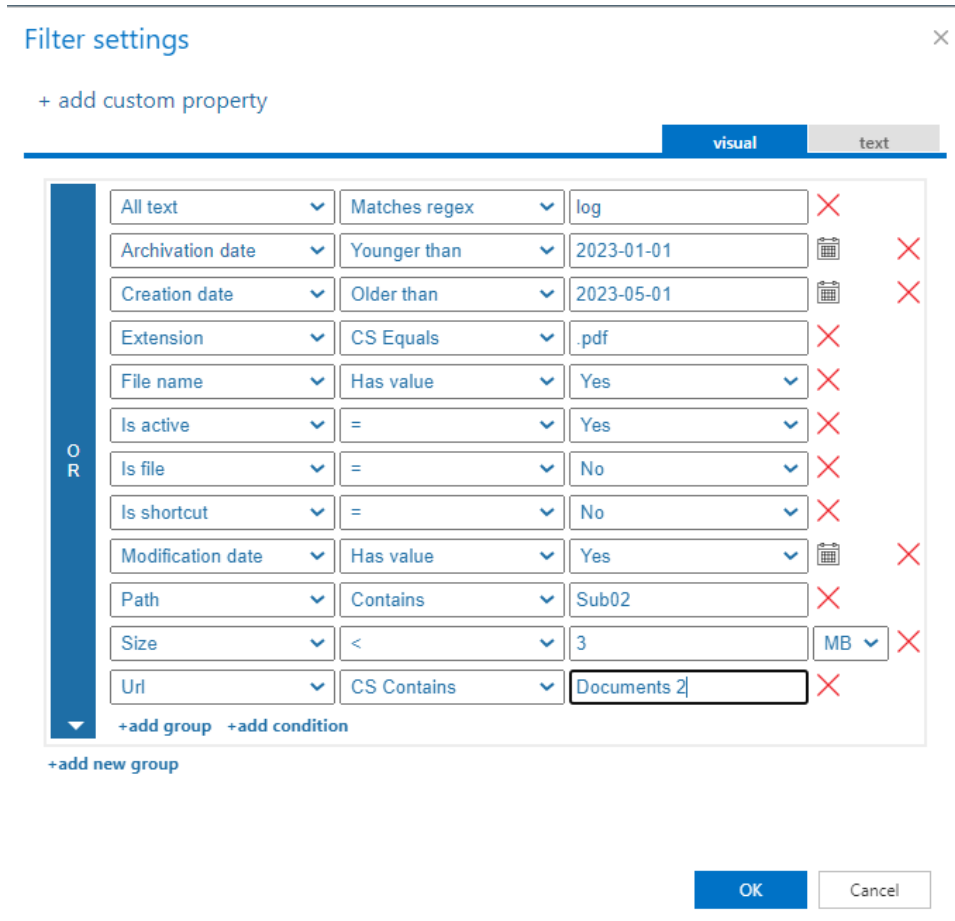 Filter settings
+ add custom property
visual text
All text Matches regex log
Archivation date Younger than 2023-01-01
Creation date Older than 2023-05-01
Extension CS Equals .pdf
File name Has value Yes
Is active = Yes
OR
Is file = No
Is shortcut = No
Modification date Has value Yes
Path Contains Sub02
Size < 3 MB
Url CS Contains Documents 2
+add group +add condition
+add new group
OK Cancel